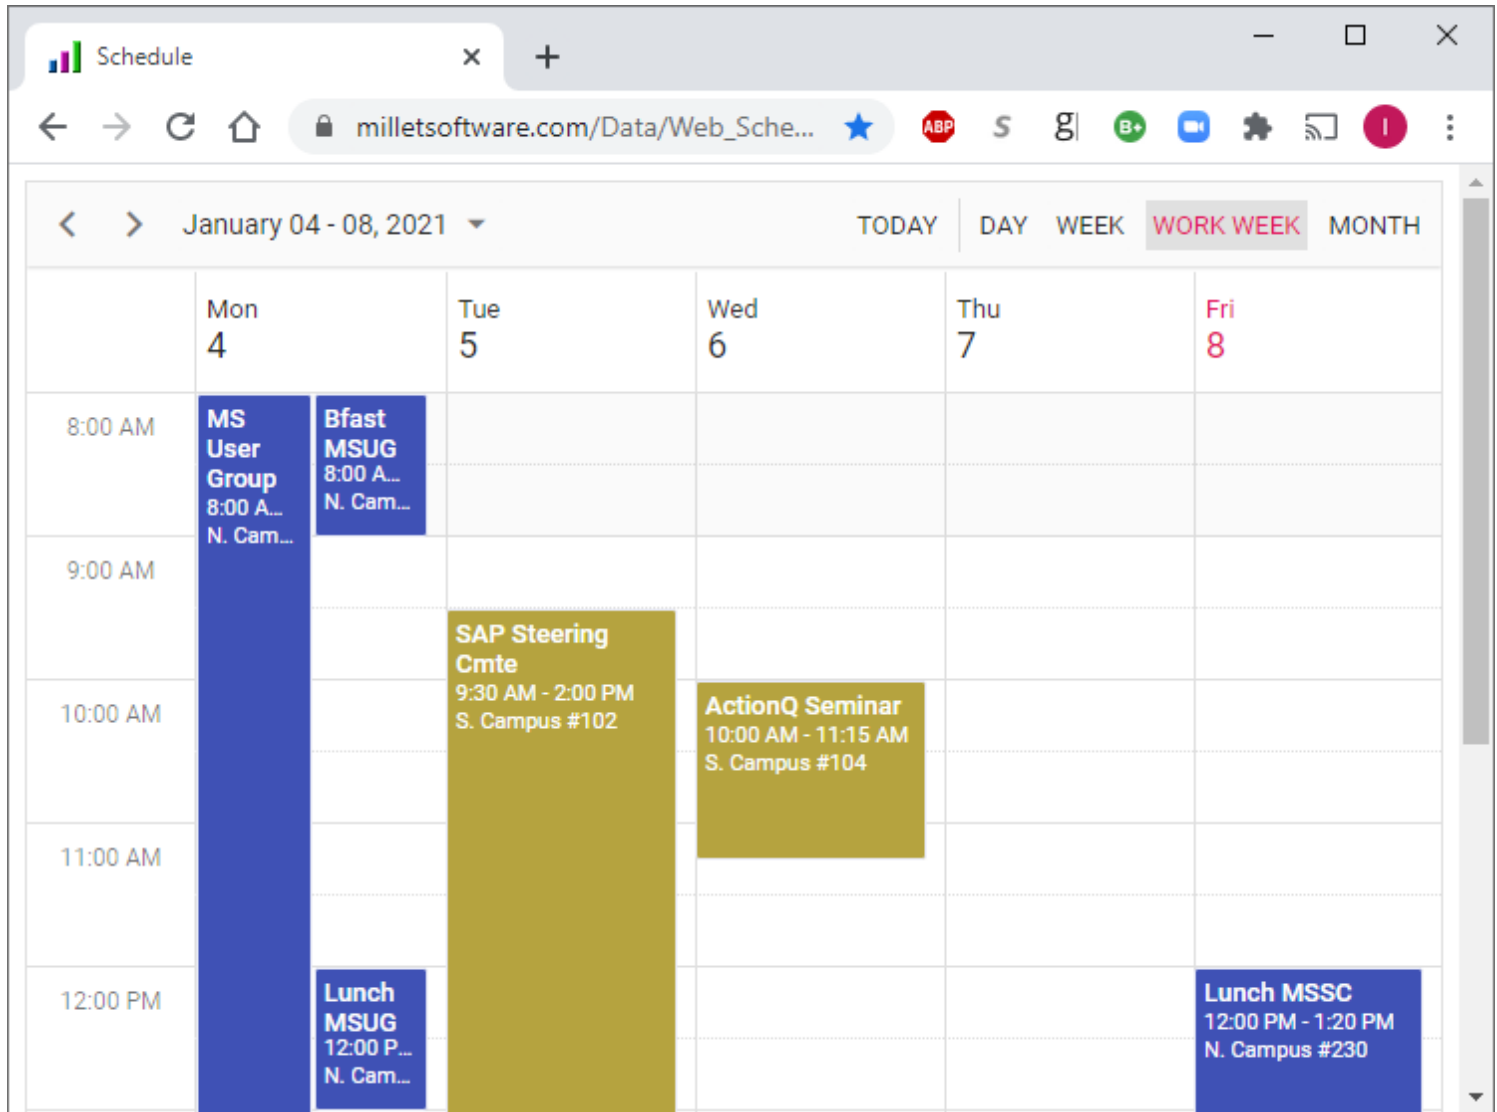 Schedule
milletsoftware.com/Data/Web_Sche...
ABP
S
g
B+
I
January 04 - 08, 2021
TODAY DAY WEEK WORK WEEK MONTH
Mon Tue Wed Thu Fri
4 5 6 7 8
8:00 AM
MS
User
Group
8:00 A...
N. Cam...
Bfast
MSUG
8:00 A...
N. Cam...
9:00 AM
SAP Steering
Cmte
9:30 AM - 2:00 PM
S. Campus #102
10:00 AM
ActionQ Seminar
10:00 AM - 11:15 AM
S. Campus #104
11:00 AM
12:00 PM
Lunch
MSUG
12:00 P...
N. Cam...
Lunch MSSC
12:00 PM - 1:20 PM
N. Campus #230